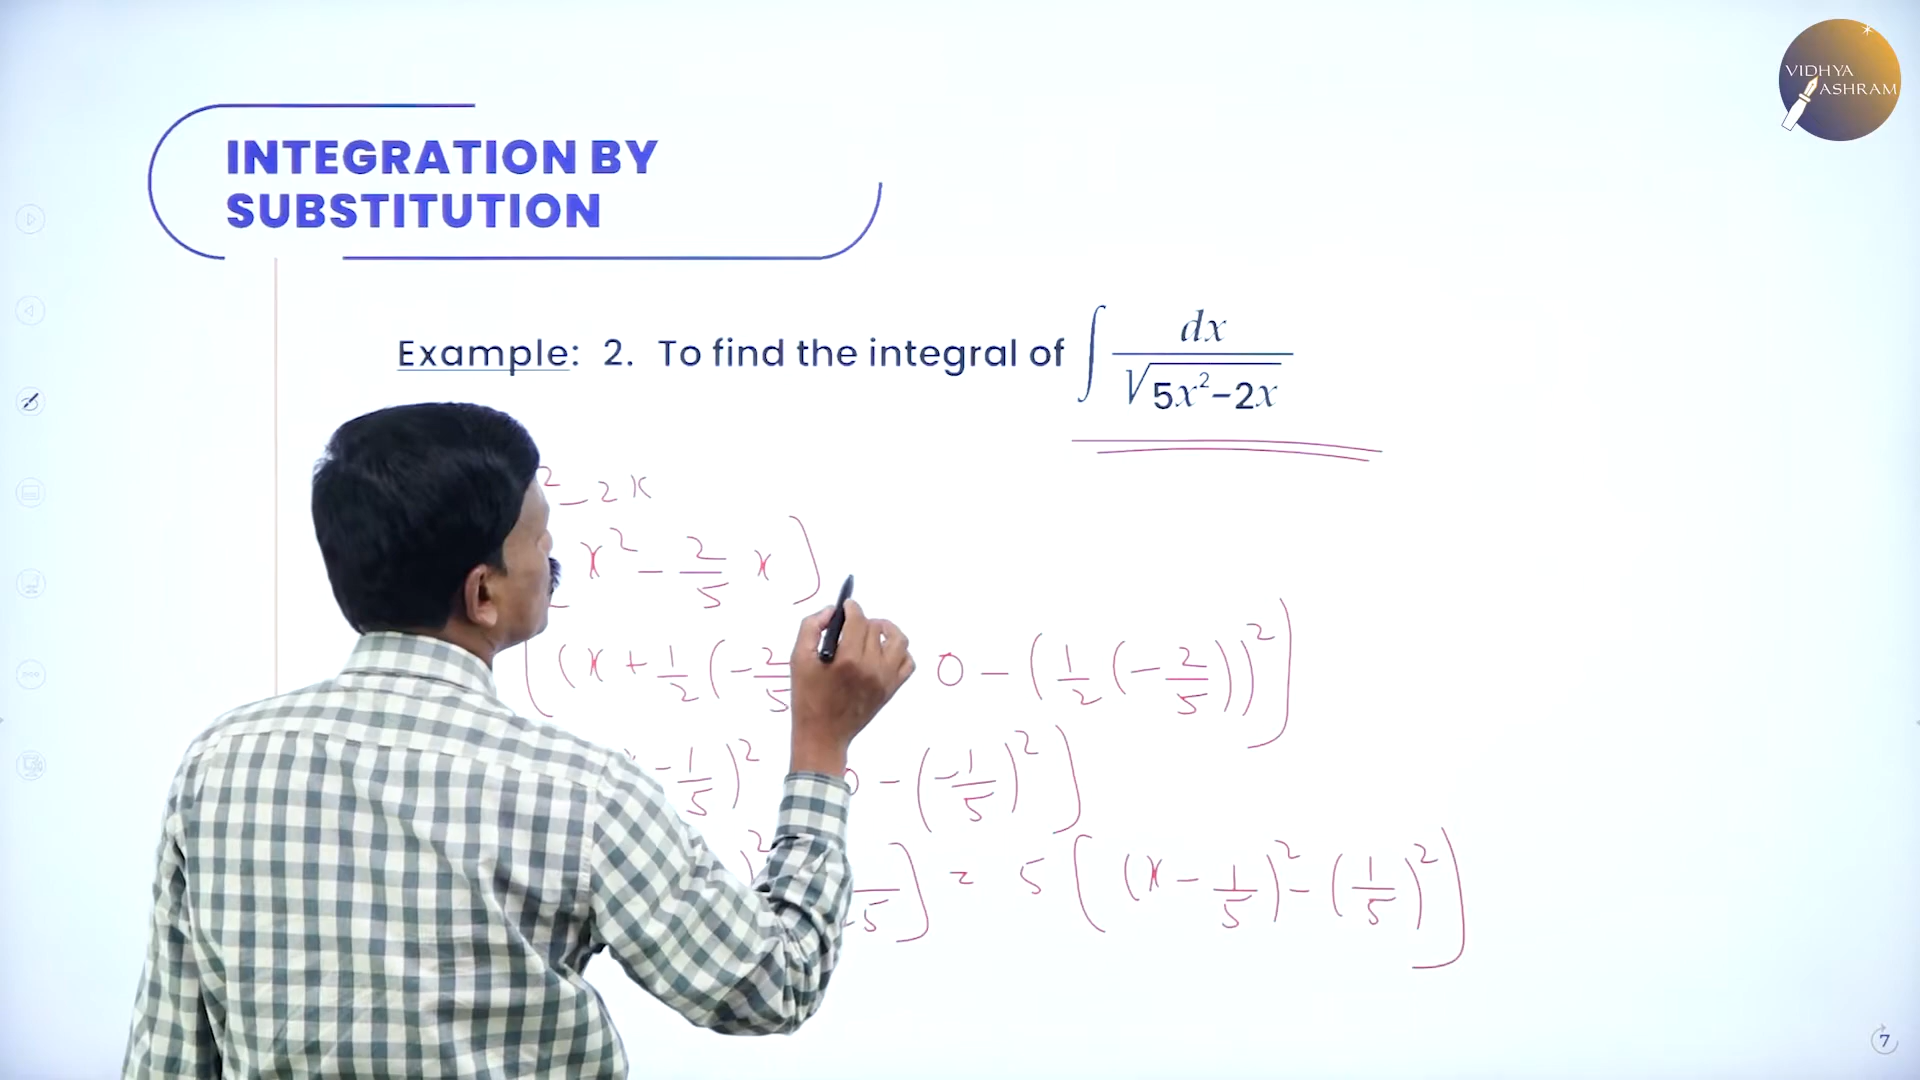 VIDHYA
ASHRAM
INTEGRATION BY
SUBSTITUTION
Example: 2. To find the integral of ∫ dx / √5x²−2x
² − 2x
x² − 2/5 x )
[ (x + 1/2 (−2/5 0 − (1/2 (−2/5))² ]
− 1/5 )² 0 − (−1/5)² ]
)² ] = 5 [ (x − 1/5)² − (1/5)² ]
7